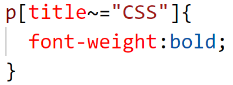 p[title~="CSS"]{
font-weight:bold;
}